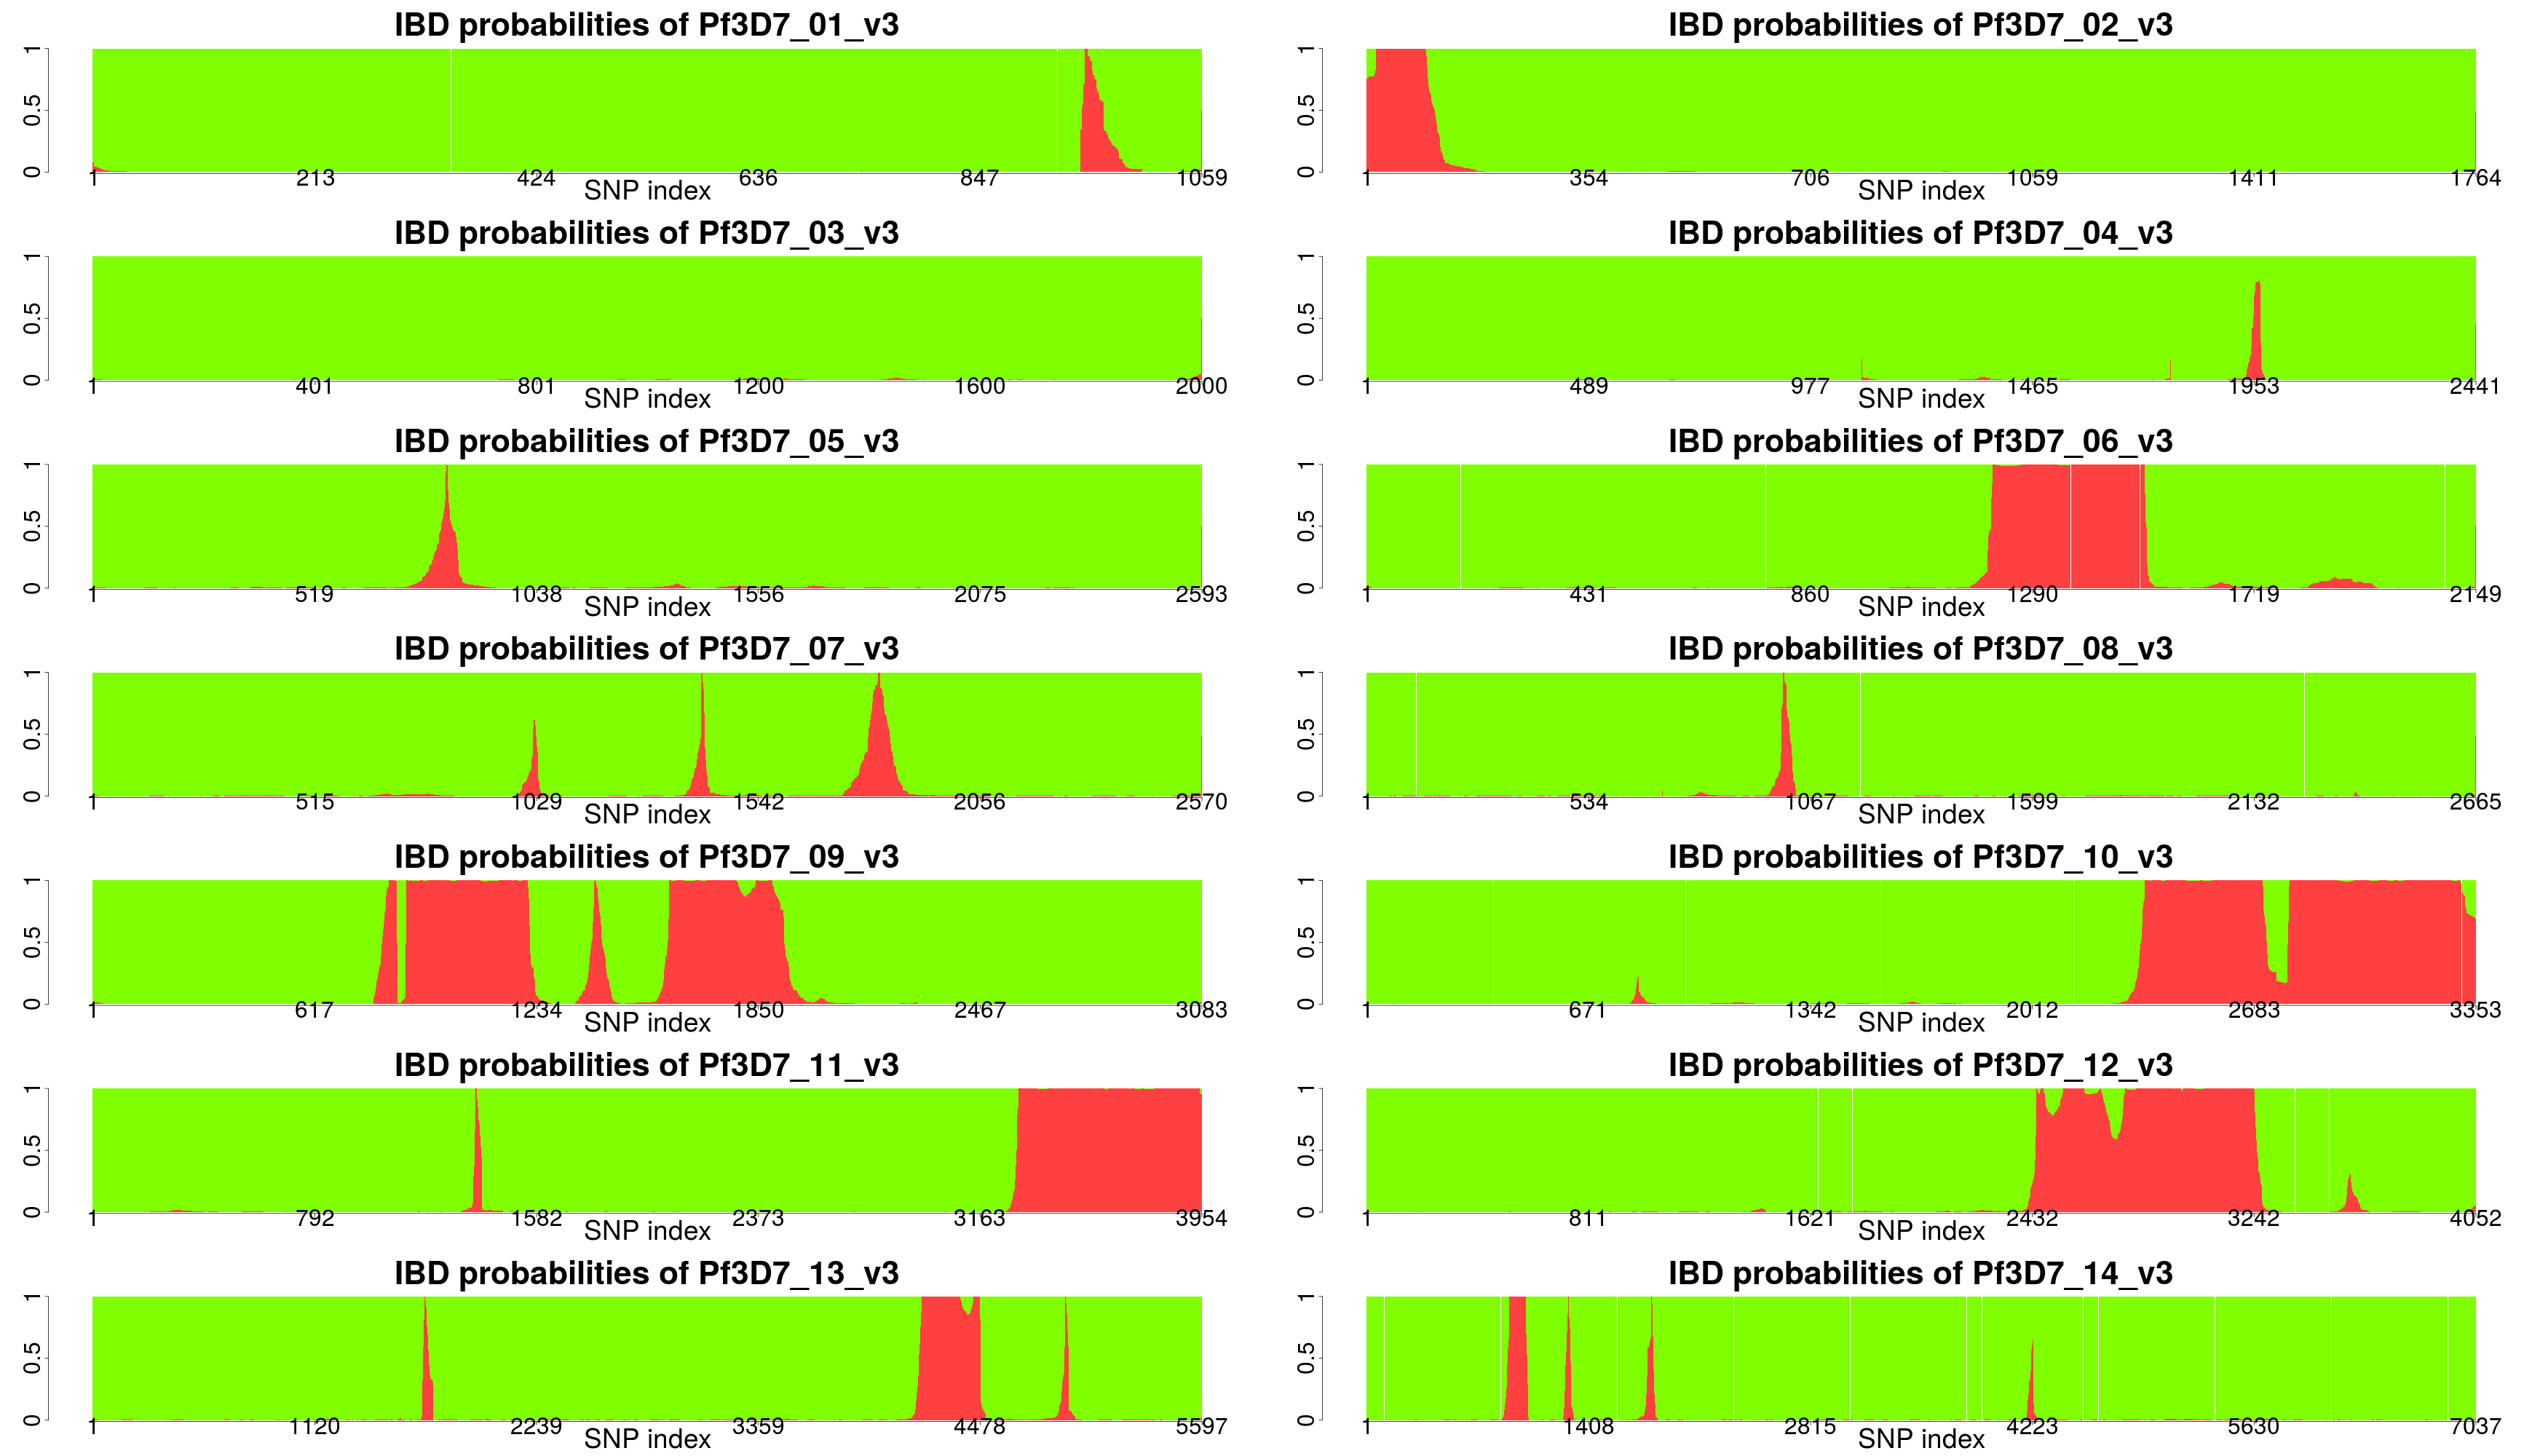 IBD probabilities of Pf3D7_01_v3
0 0.5 1
1 213 424 636 847 1059
SNP index
IBD probabilities of Pf3D7_02_v3
0 0.5 1
1 354 706 1059 1411 1764
SNP index
IBD probabilities of Pf3D7_03_v3
0 0.5 1
1 401 801 1200 1600 2000
SNP index
IBD probabilities of Pf3D7_04_v3
0 0.5 1
1 489 977 1465 1953 2441
SNP index
IBD probabilities of Pf3D7_05_v3
0 0.5 1
1 519 1038 1556 2075 2593
SNP index
IBD probabilities of Pf3D7_06_v3
0 0.5 1
1 431 860 1290 1719 2149
SNP index
IBD probabilities of Pf3D7_07_v3
0 0.5 1
1 515 1029 1542 2056 2570
SNP index
IBD probabilities of Pf3D7_08_v3
0 0.5 1
1 534 1067 1599 2132 2665
SNP index
IBD probabilities of Pf3D7_09_v3
0 0.5 1
1 617 1234 1850 2467 3083
SNP index
IBD probabilities of Pf3D7_10_v3
0 0.5 1
1 671 1342 2012 2683 3353
SNP index
IBD probabilities of Pf3D7_11_v3
0 0.5 1
1 792 1582 2373 3163 3954
SNP index
IBD probabilities of Pf3D7_12_v3
0 0.5 1
1 811 1621 2432 3242 4052
SNP index
IBD probabilities of Pf3D7_13_v3
0 0.5 1
1 1120 2239 3359 4478 5597
SNP index
IBD probabilities of Pf3D7_14_v3
0 0.5 1
1 1408 2815 4223 5630 7037
SNP index